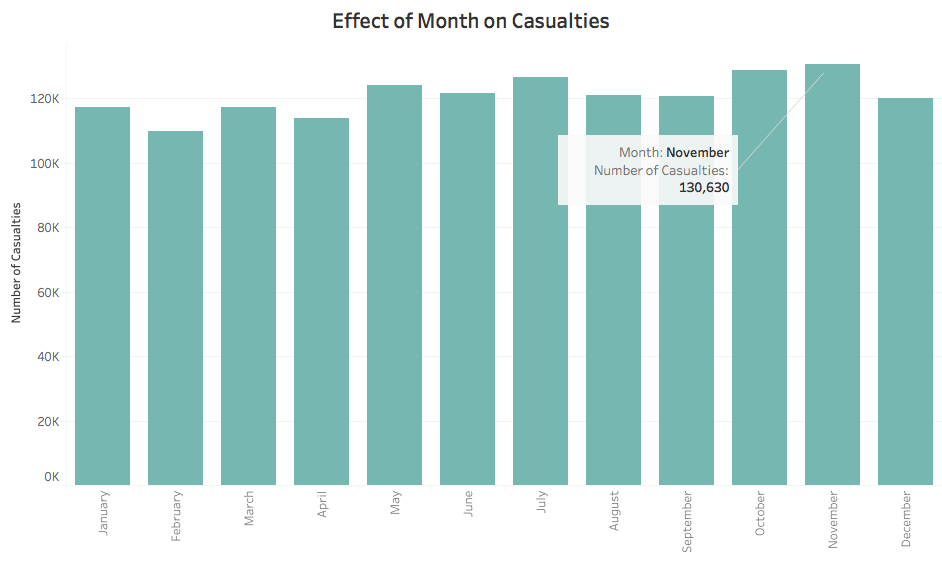 Effect of Month on Casualties
Number of Casualties
120K
100K
80K
60K
40K
20K
0K
Month: November
Number of Casualties:
130,630
January
February
March
April
May
June
July
August
September
October
November
December